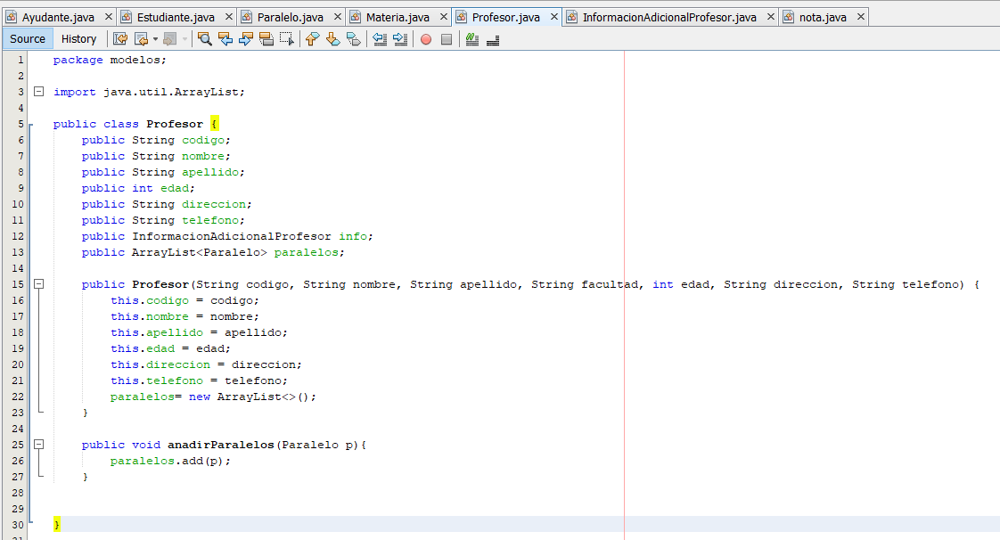 Ayudante.java Estudiante.java Paralelo.java Materia.java Profesor.java InformacionAdicionalProfesor.java nota.java
Source History
1 package modelos;
2
3 import java.util.ArrayList;
4
5 public class Profesor {
6 public String codigo;
7 public String nombre;
8 public String apellido;
9 public int edad;
10 public String direccion;
11 public String telefono;
12 public InformacionAdicionalProfesor info;
13 public ArrayList<Paralelo> paralelos;
14
15 public Profesor(String codigo, String nombre, String apellido, String facultad, int edad, String direccion, String telefono) {
16 this.codigo = codigo;
17 this.nombre = nombre;
18 this.apellido = apellido;
19 this.edad = edad;
20 this.direccion = direccion;
21 this.telefono = telefono;
22 paralelos= new ArrayList<>();
23 }
24
25 public void anadirParalelos(Paralelo p){
26 paralelos.add(p);
27 }
28
29
30 }
31